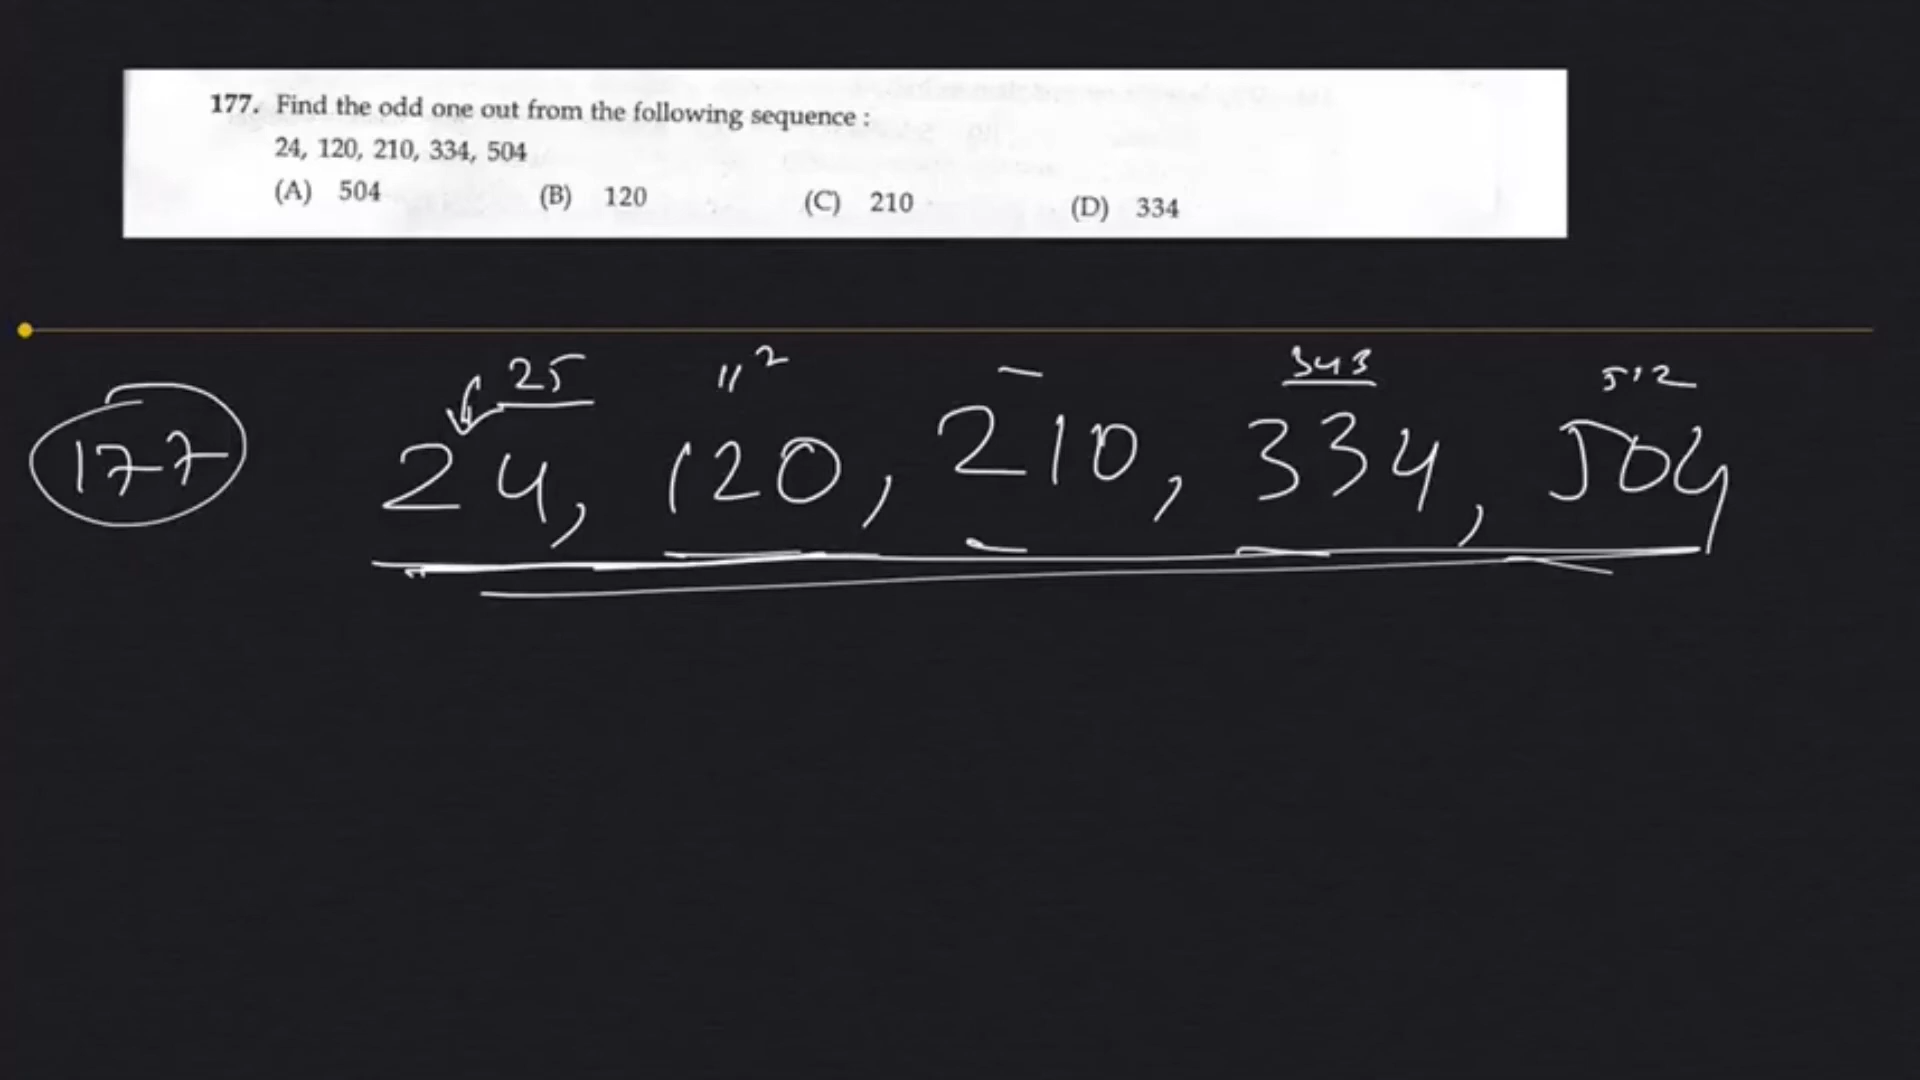 177. Find the odd one out from the following sequence :
24, 120, 210, 334, 504
(A) 504 (B) 120 (C) 210 (D) 334
25 11² 343 512
177 24, 120, 210, 334, 504